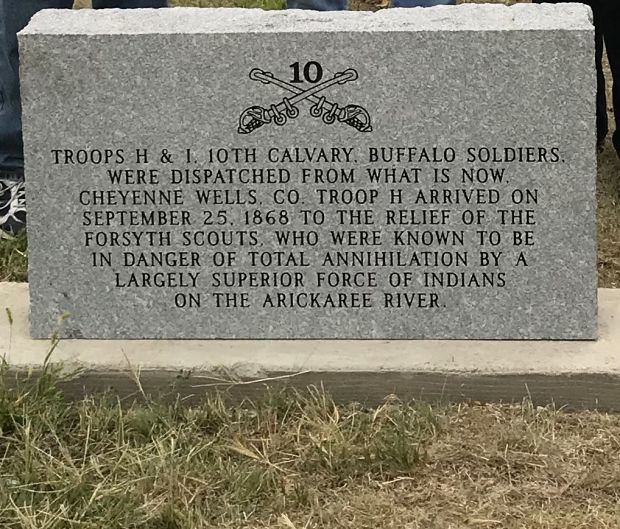 10
TROOPS H & I, 10TH CALVARY, BUFFALO SOLDIERS,
WERE DISPATCHED FROM WHAT IS NOW,
CHEYENNE WELLS, CO. TROOP H ARRIVED ON
SEPTEMBER 25, 1868 TO THE RELIEF OF THE
FORSYTH SCOUTS, WHO WERE KNOWN TO BE
IN DANGER OF TOTAL ANNIHILATION BY A
LARGELY SUPERIOR FORCE OF INDIANS
ON THE ARICKAREE RIVER.